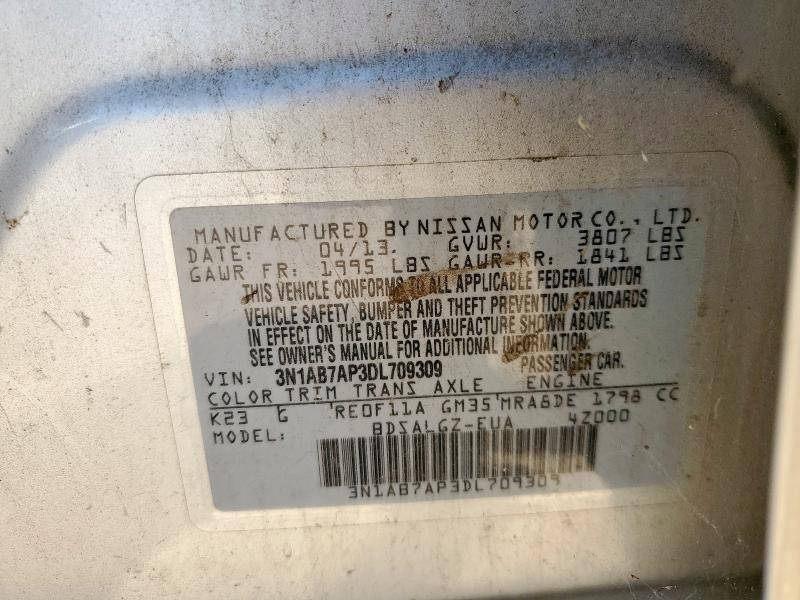 MANUFACTURED BY NISSAN MOTOR CO., LTD.
DATE: 04/13. GVWR: 3807 LBS
GAWR FR: 1995 LBS GAWR RR: 1841 LBS
THIS VEHICLE CONFORMS TO ALL APPLICABLE FEDERAL MOTOR
VEHICLE SAFETY, BUMPER AND THEFT PREVENTION STANDARDS
IN EFFECT ON THE DATE OF MANUFACTURE SHOWN ABOVE.
SEE OWNER'S MANUAL FOR ADDITIONAL INFORMATION.
VIN: 3N1AB7AP3DL709309 PASSENGER CAR.
COLOR TRIM TRANS AXLE ENGINE
K23 G RE0F11A GM35 MRA8DE 1798 CC
MODEL: BDSALGZ-EUA 4Z000
3N1AB7AP3DL709309